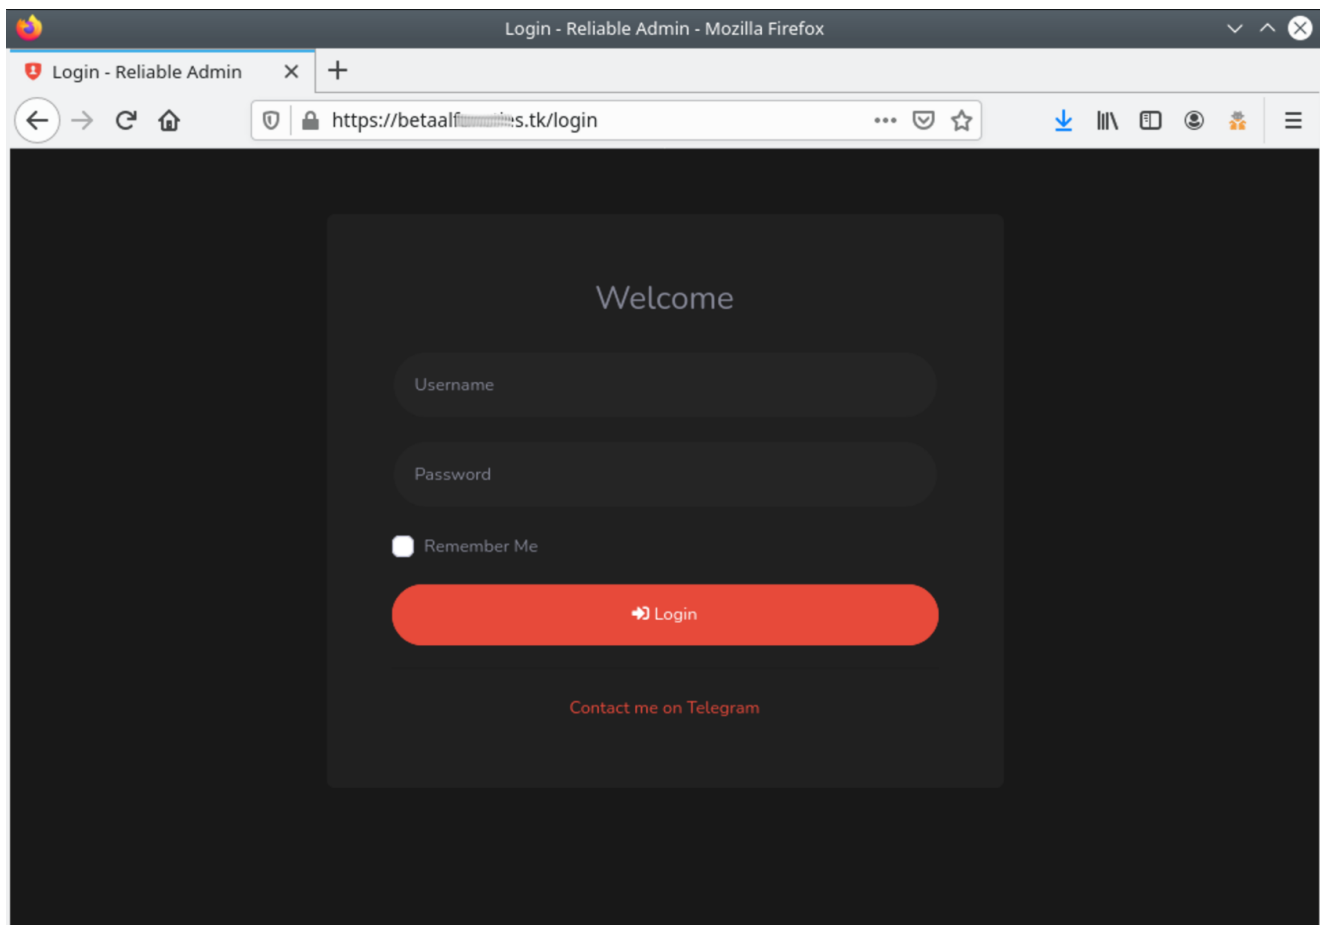 Login - Reliable Admin - Mozilla Firefox
Login - Reliable Admin
https://betaalf s.tk/login
Welcome
Username
Password
Remember Me
Login
Contact me on Telegram